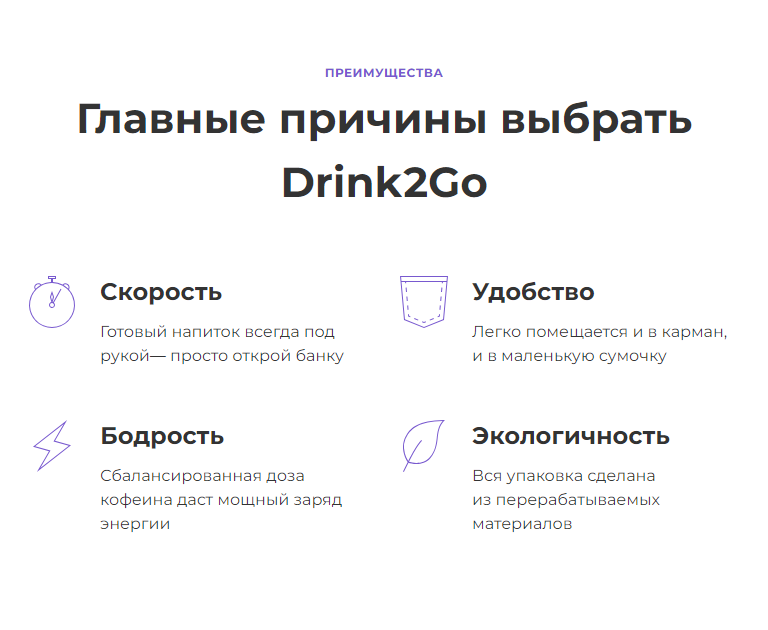 ПРЕИМУЩЕСТВА
Главные причины выбрать
Drink2Go
Скорость
Готовый напиток всегда под
рукой— просто открой банку
Удобство
Легко помещается и в карман,
и в маленькую сумочку
Бодрость
Сбалансированная доза
кофеина даст мощный заряд
энергии
Экологичность
Вся упаковка сделана
из перерабатываемых
материалов